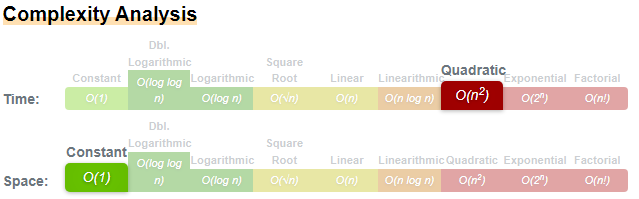 Complexity Analysis
Dbl.
Logarithmic
Square
Root
Constant
Logarithmic
Linear
Linearithmic
Quadratic
Exponential
Factorial
Time:
O(1)
O(log log
n)
O(log n)
O(√n)
O(n)
O(n log n)
O(n²)
O(2ⁿ)
O(n!)
Dbl.
Logarithmic
Square
Root
Constant
Logarithmic
Linear
Linearithmic
Quadratic
Exponential
Factorial
Space:
O(1)
O(log log
n)
O(log n)
O(√n)
O(n)
O(n log n)
O(n²)
O(2ⁿ)
O(n!)